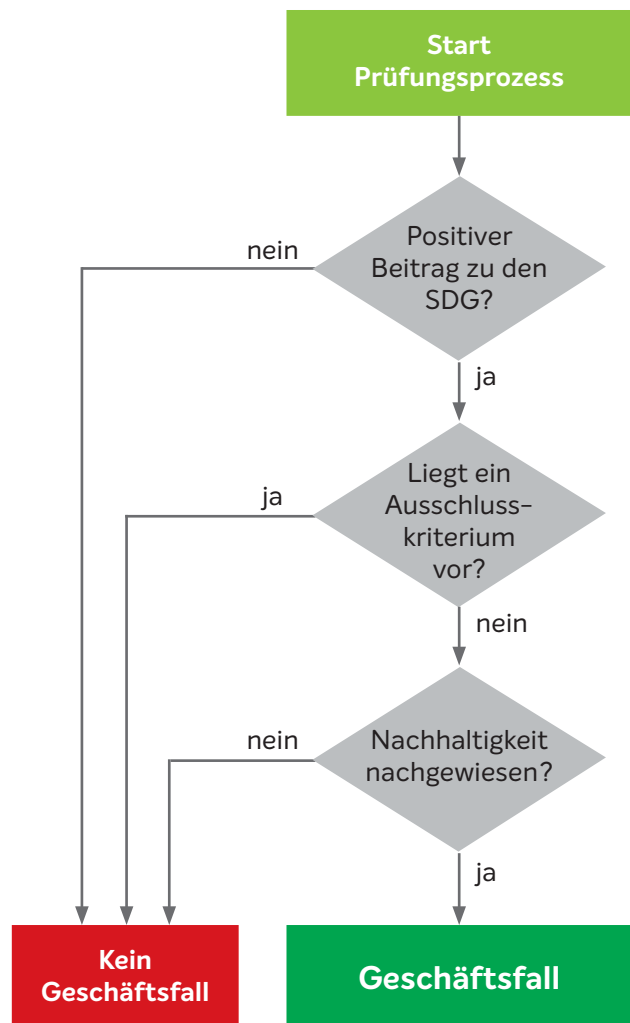 Start
Prüfungsprozess
Positiver
Beitrag zu den
SDG?
nein
ja
Liegt ein
Ausschluss-
kriterium
vor?
ja
nein
Nachhaltigkeit
nachgewiesen?
nein
ja
Kein
Geschäftsfall
Geschäftsfall